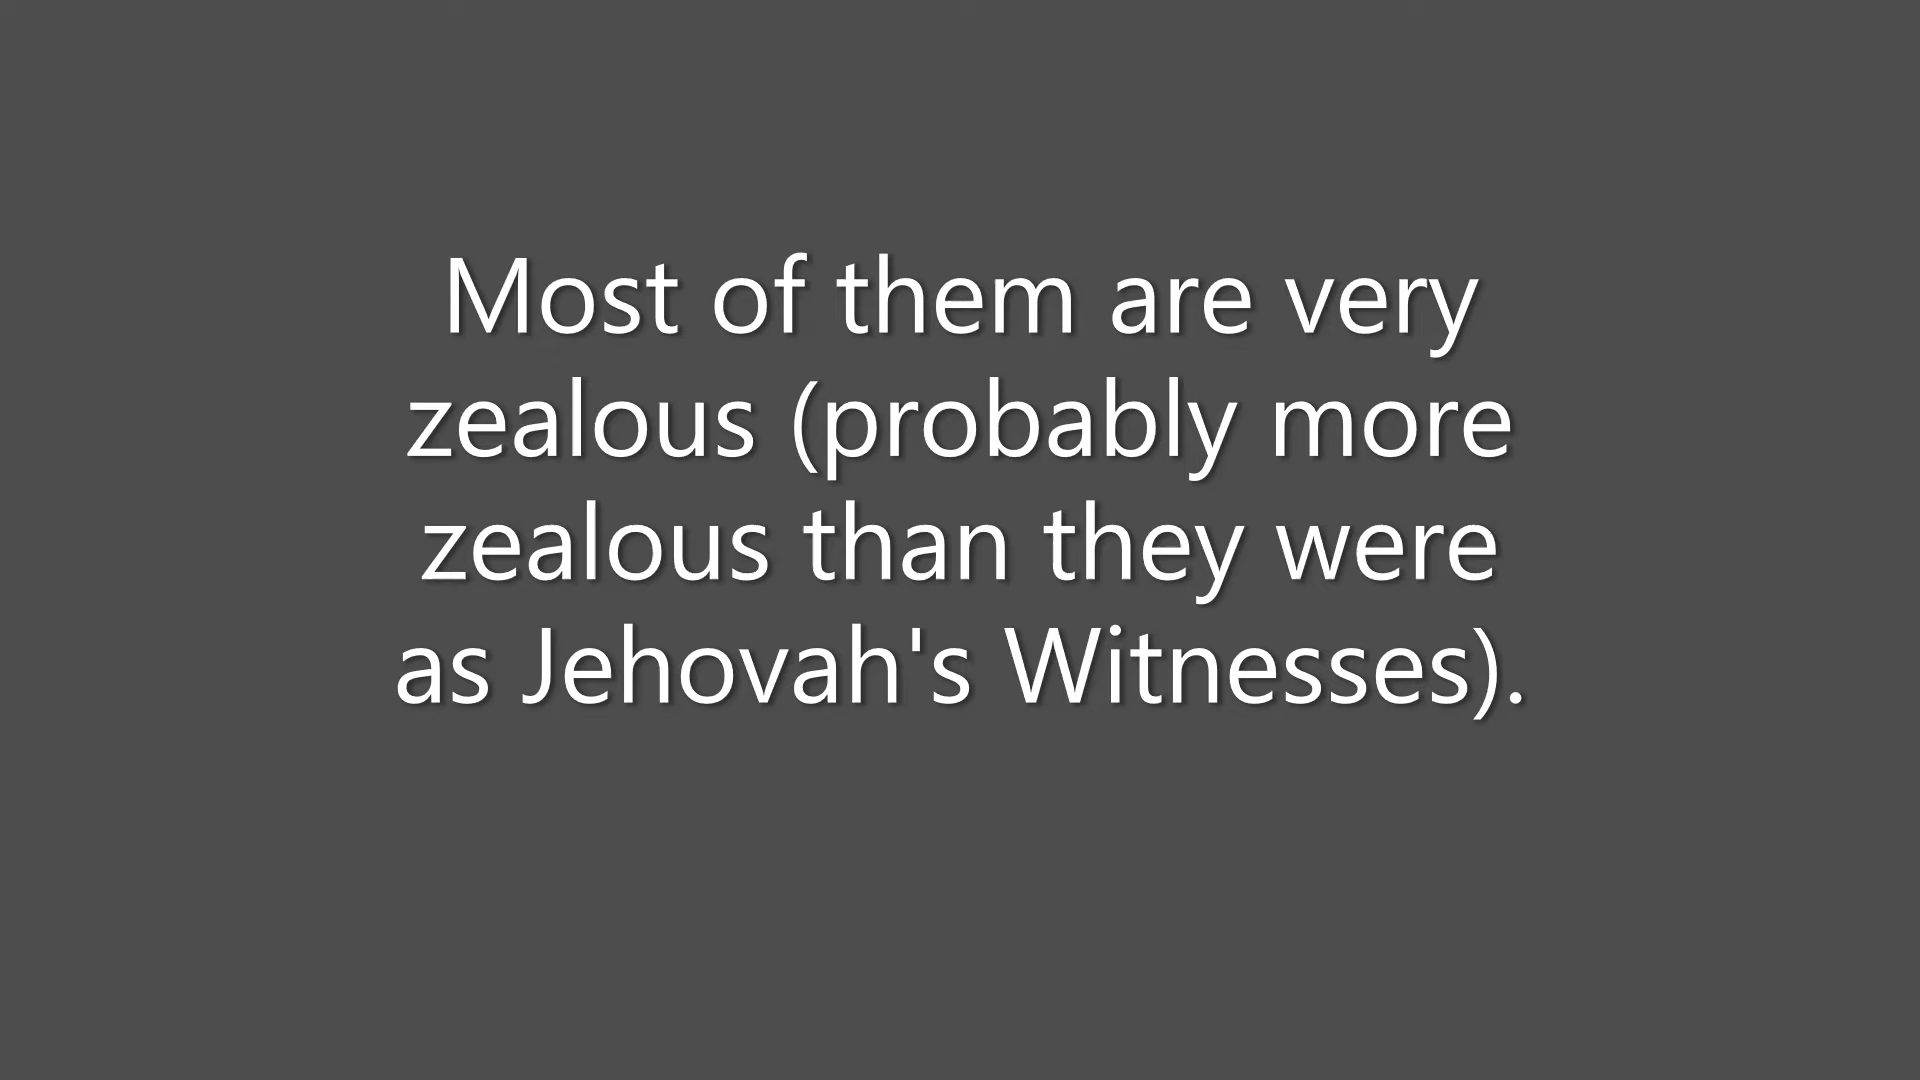 Most of them are very
zealous (probably more
zealous than they were
as Jehovah's Witnesses).